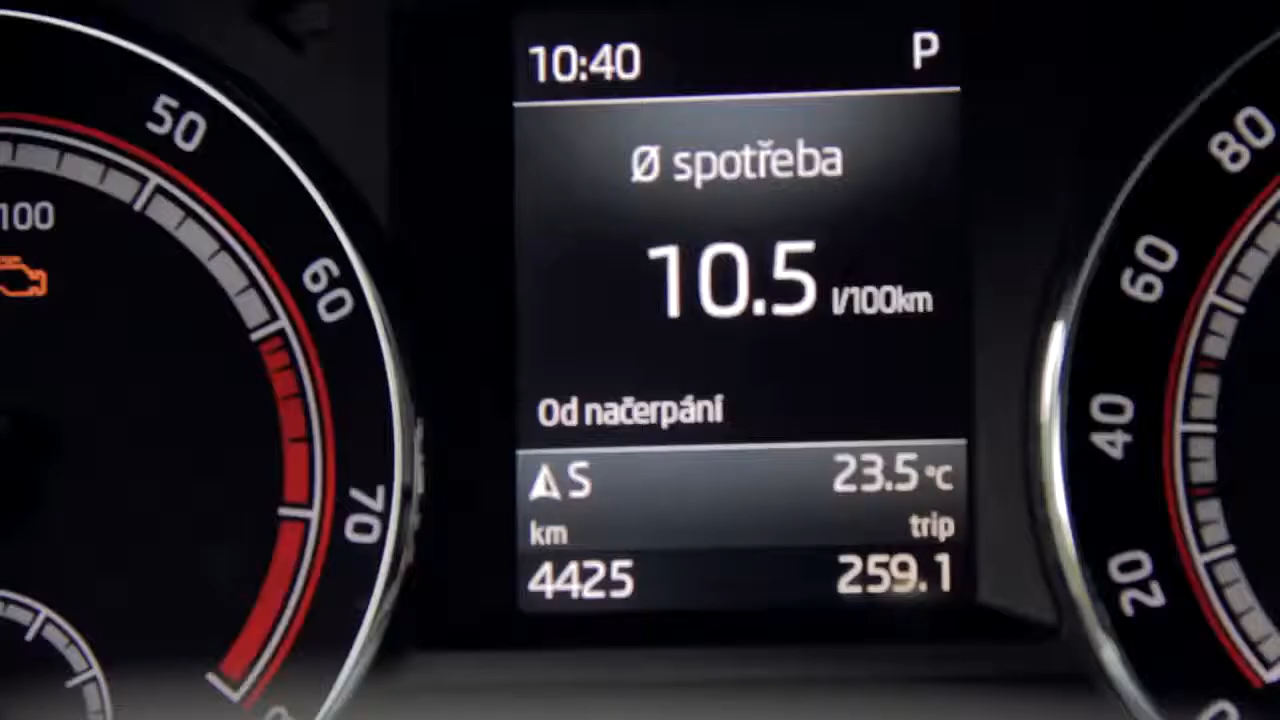 10:40 P
Ø spotřeba
10.5 l/100km
Od načerpání
S 23.5 °C
km trip
4425 259.1
50
60
70
100
80
60
40
20